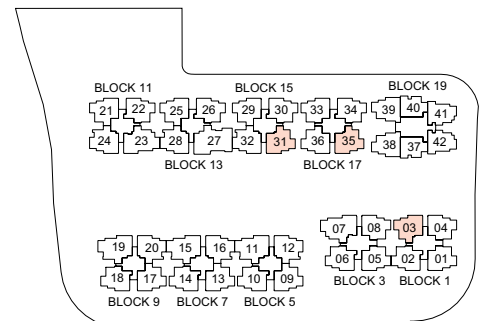 BLOCK 11 BLOCK 15 BLOCK 19
21 22 25 26 29 30 33 34 39 40 41
24 23 28 27 32 31 36 35 38 37 42
BLOCK 13 BLOCK 17
07 08 03 04
19 20 15 16 11 12
06 05 02 01
18 17 14 13 10 09
BLOCK 3 BLOCK 1
BLOCK 9 BLOCK 7 BLOCK 5